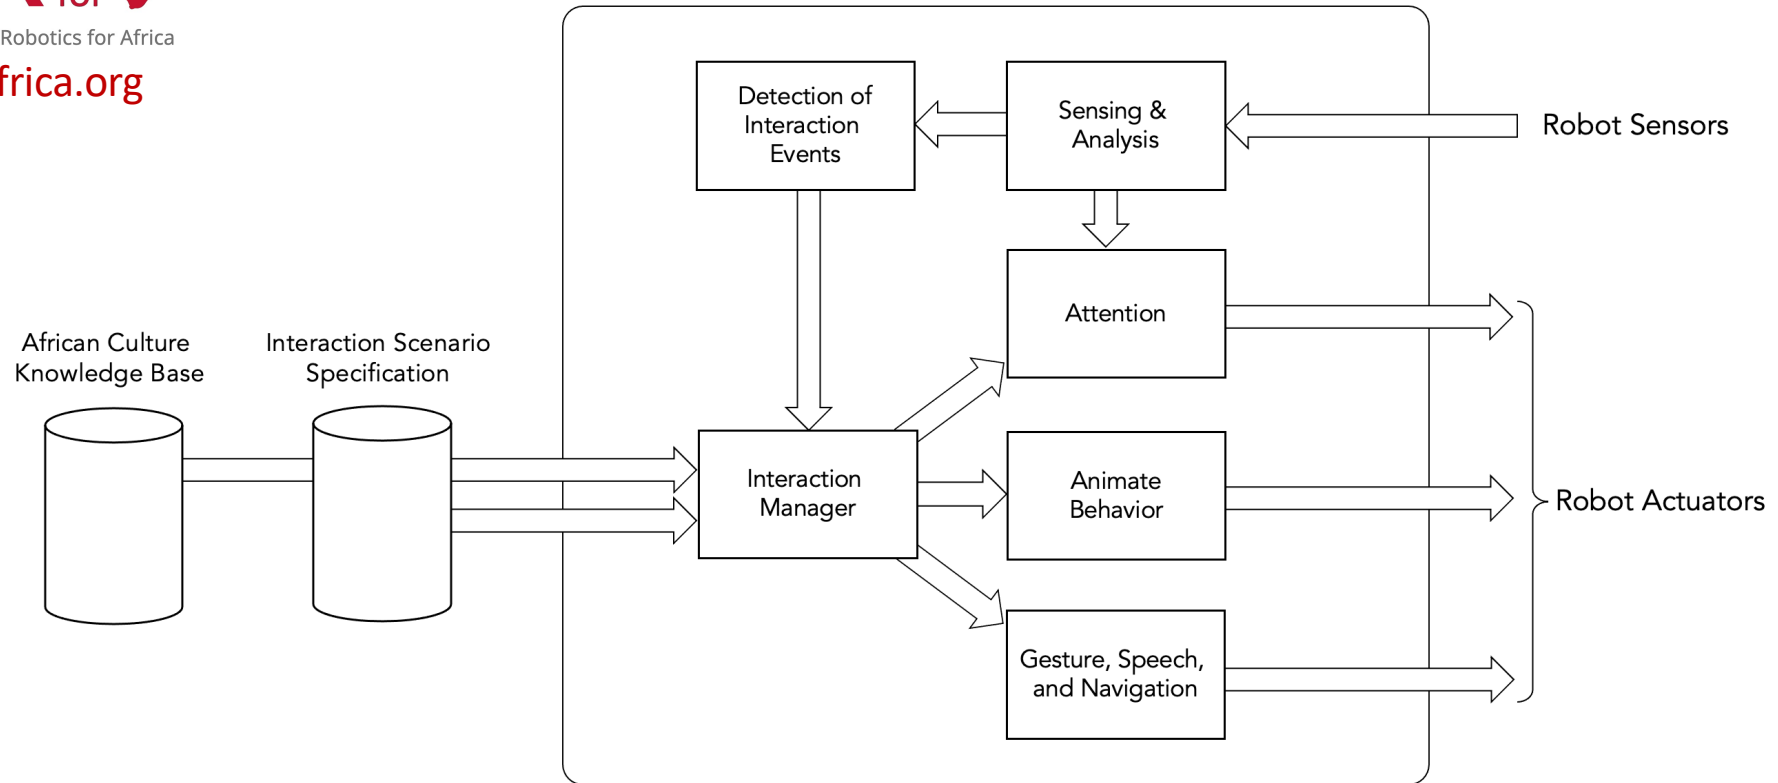 for
Robotics for Africa
frica.org
Detection of
Interaction
Events
Sensing &
Analysis
Robot Sensors
Attention
African Culture
Knowledge Base
Interaction Scenario
Specification
Interaction
Manager
Animate
Behavior
Robot Actuators
Gesture, Speech,
and Navigation